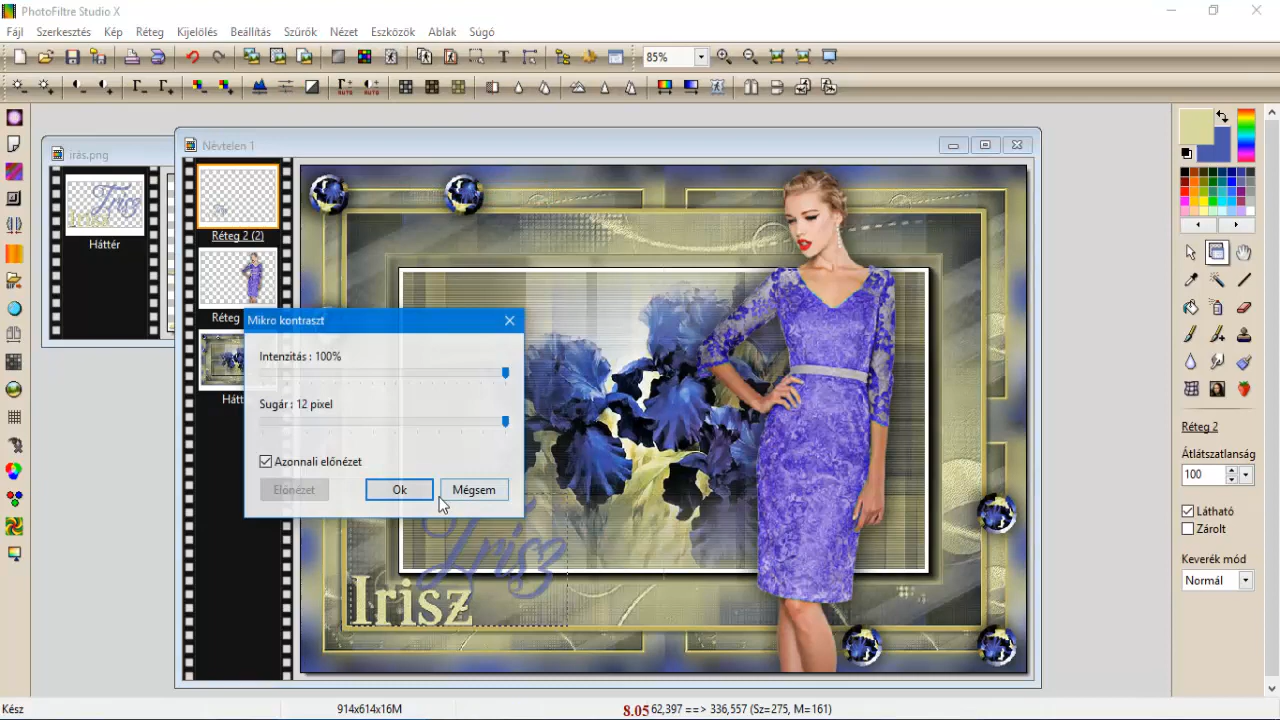 PhotoFiltre Studio X
Fájl Szerkesztés Kép Réteg Kijelölés Beállítás Szűrők Nézet Eszközök Ablak Súgó
85%
írás.png
Irisz
Irisz
Háttér
Névtelen 1
Réteg 2 (2)
Réteg
Hátt
Mikro kontraszt
Intenzitás : 100%
Sugár : 12 pixel
Azonnali előnézet
Előnézet Ok Mégsem
Irisz
Irisz
Réteg 2
Átlátszatlanság
100
Látható
Zárolt
Keverék mód
Normál
Kész 914x614x16M 8.05 62,397 ==> 336,557 (Sz=275, M=161)